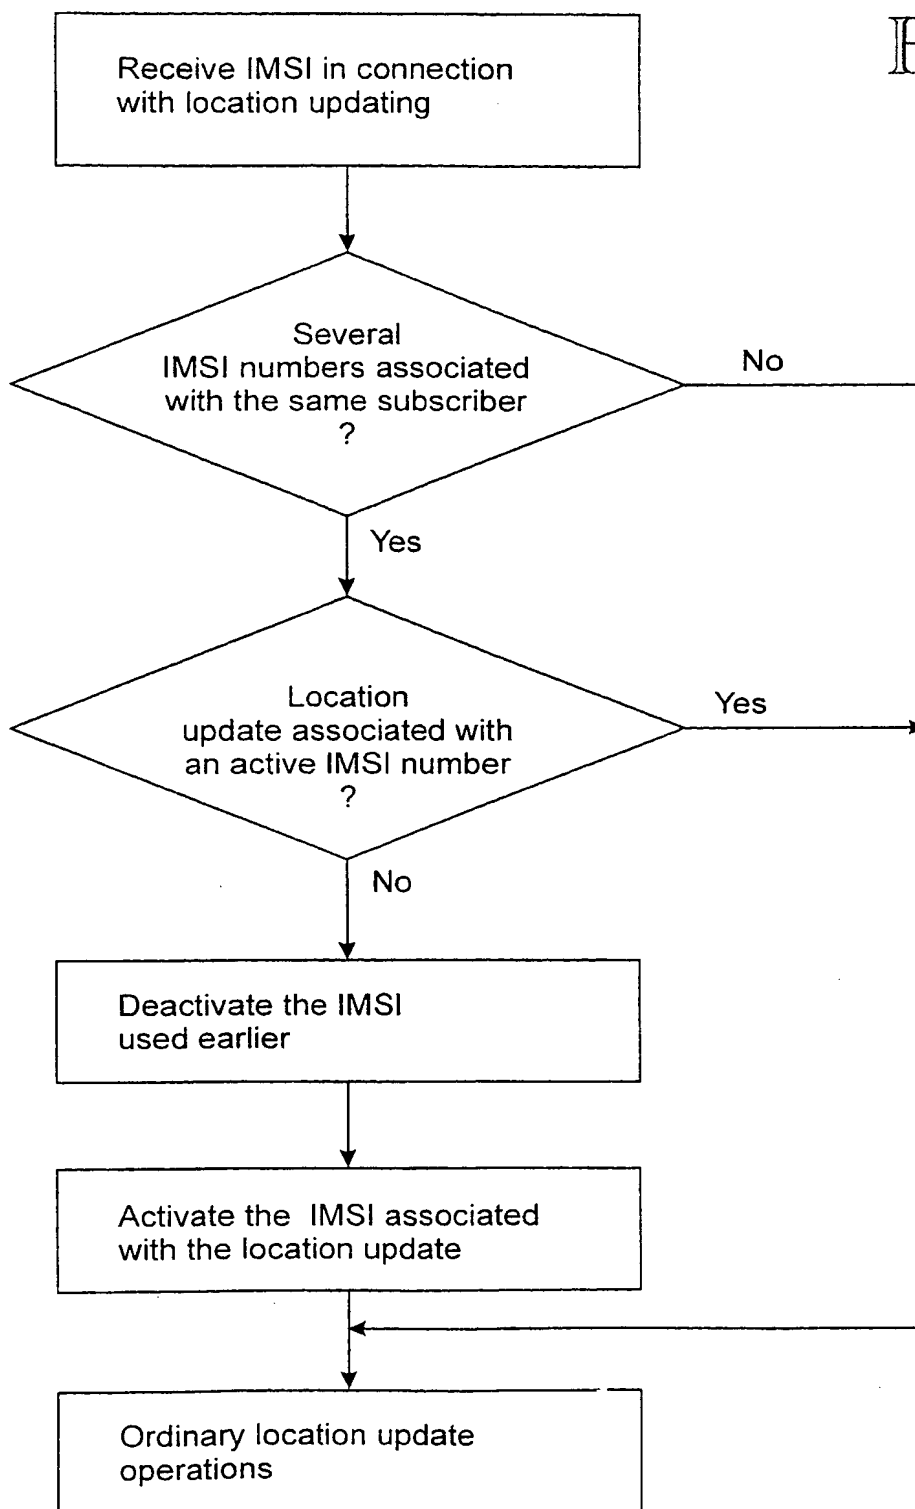 Receive IMSI in connection
with location updating
Several
IMSI numbers associated
with the same subscriber
?
No
Yes
Location
update associated with
an active IMSI number
?
Yes
No
Deactivate the IMSI
used earlier
Activate the IMSI associated
with the location update
Ordinary location update
operations